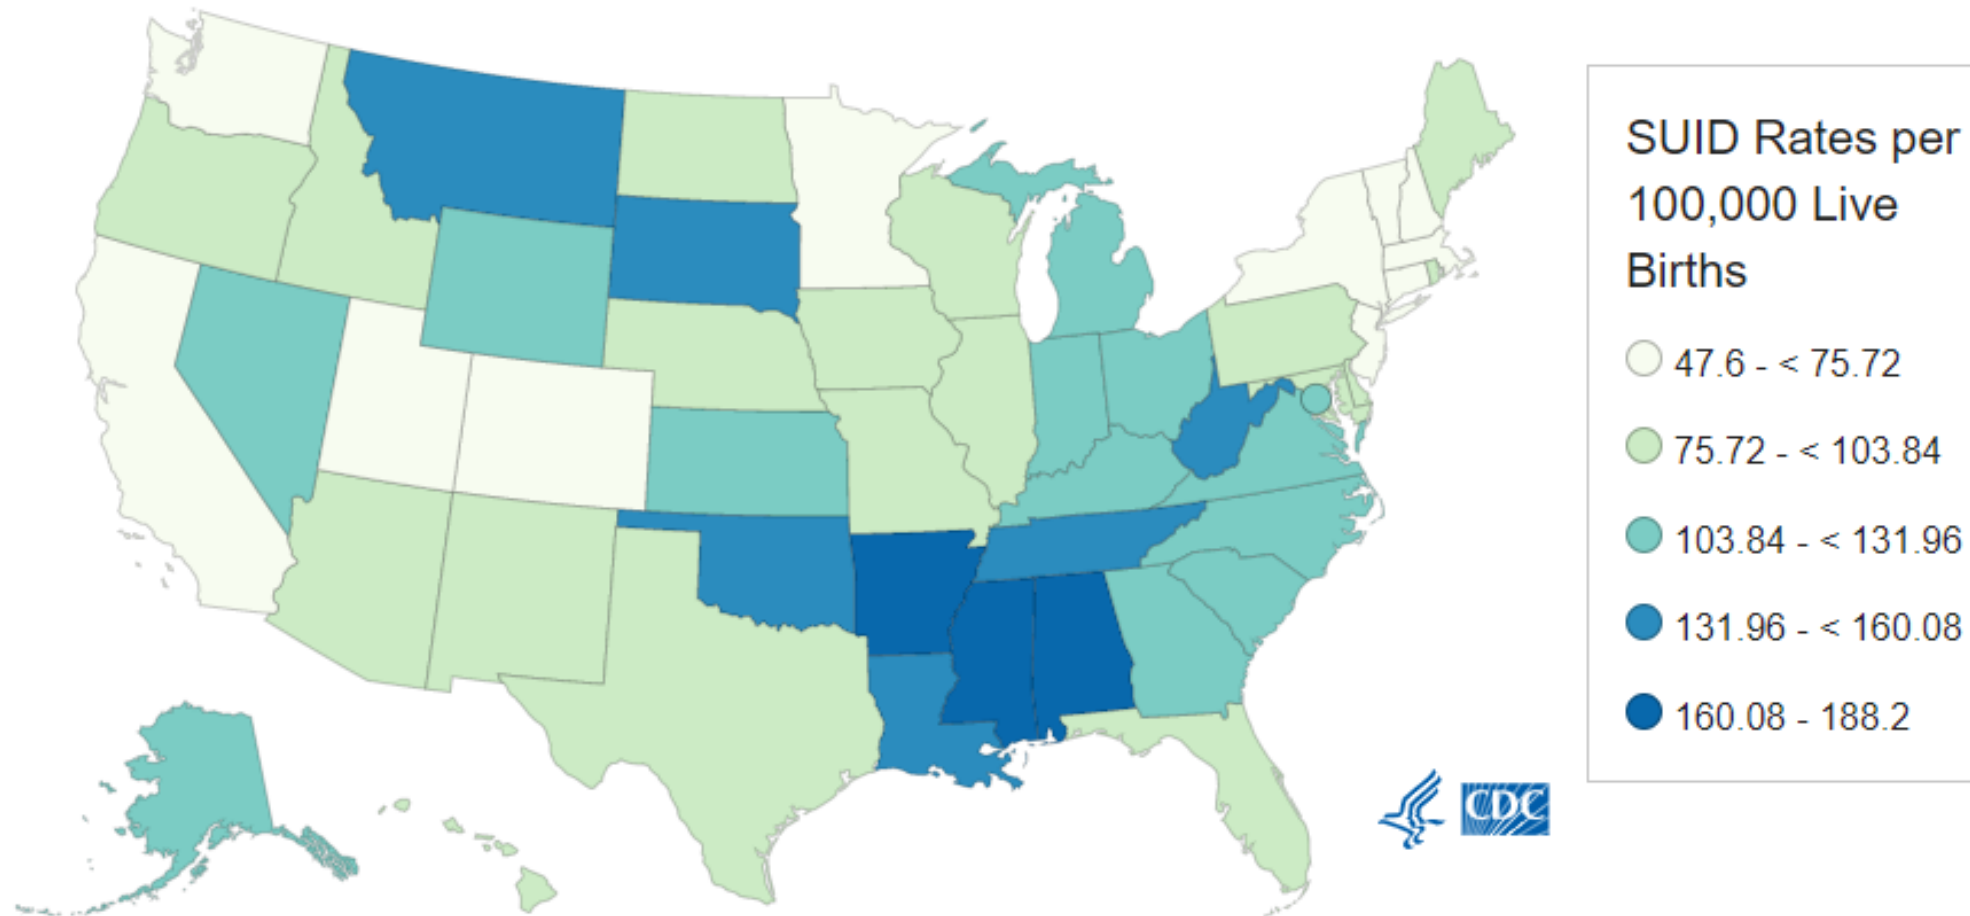 SUID Rates per
100,000 Live
Births
47.6 - < 75.72
75.72 - < 103.84
103.84 - < 131.96
131.96 - < 160.08
160.08 - 188.2
CDC